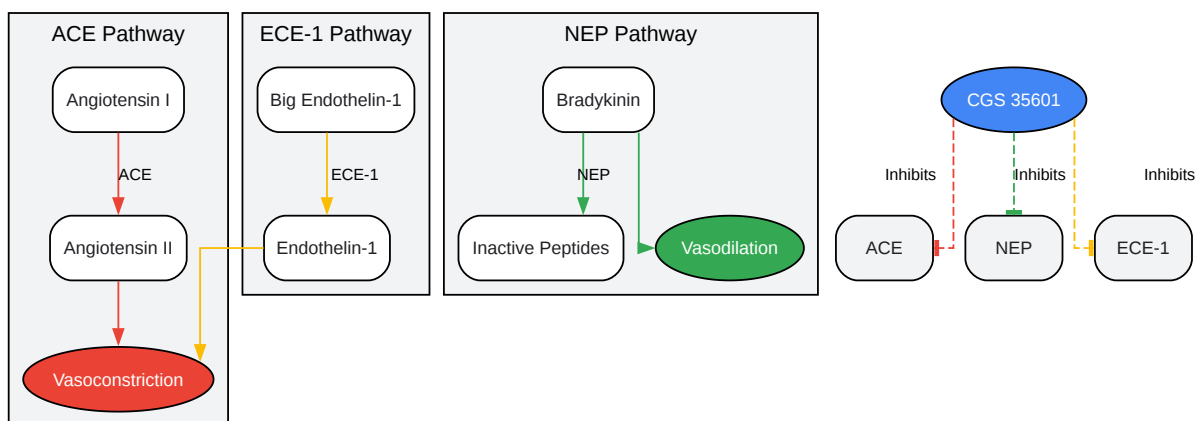 ACE Pathway
Angiotensin I
ACE
Angiotensin II
Vasoconstriction
ECE-1 Pathway
Big Endothelin-1
ECE-1
Endothelin-1
NEP Pathway
Bradykinin
NEP
Inactive Peptides
Vasodilation
CGS 35601
Inhibits
Inhibits
Inhibits
ACE
NEP
ECE-1